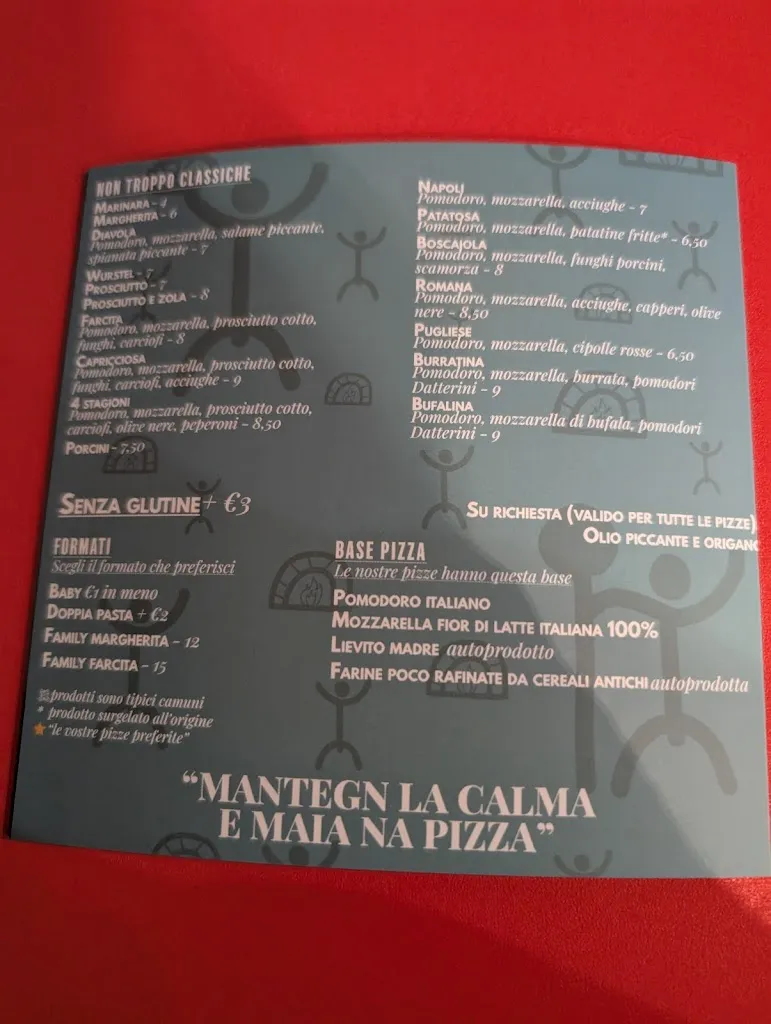 NON TROPPO CLASSICHE
MARINARA - 4
MARGHERITA - 6
DIAVOLA
Pomodoro, mozzarella, salame piccante,
spianata piccante - 7
WURSTEL - 7
PROSCIUTTO - 7
PROSCIUTTO E ZOLA - 8
FARCITA
Pomodoro, mozzarella, prosciutto cotto,
funghi, carciofi - 8
CAPRICCIOSA
Pomodoro, mozzarella, prosciutto cotto,
funghi, carciofi, acciughe - 9
4 STAGIONI
Pomodoro, mozzarella, prosciutto cotto,
carciofi, olive nere, peperoni - 8,50
PORCINI - 7,50
NAPOLI
Pomodoro, mozzarella, acciughe - 7
PATATOSA
Pomodoro, mozzarella, patatine fritte* - 6,50
BOSCAJOLA
Pomodoro, mozzarella, funghi porcini,
scamorza - 8
ROMANA
Pomodoro, mozzarella, acciughe, capperi, olive
nere - 8,50
PUGLIESE
Pomodoro, mozzarella, cipolle rosse - 6,50
BURRATINA
Pomodoro, mozzarella, burrata, pomodori
Datterini - 9
BUFALINA
Pomodoro, mozzarella di bufala, pomodori
Datterini - 9
SENZA GLUTINE + €3
SU RICHIESTA (VALIDO PER TUTTE LE PIZZE)
OLIO PICCANTE E ORIGANO
FORMATI
Scegli il formato che preferisci
BABY €1 in meno
DOPPIA PASTA + €2
FAMILY MARGHERITA - 12
FAMILY FARCITA - 15
BASE PIZZA
Le nostre pizze hanno questa base
POMODORO ITALIANO
MOZZARELLA FIOR DI LATTE ITALIANA 100%
LIEVITO MADRE autoprodotto
FARINE POCO RAFINATE DA CEREALI ANTICHI autoprodotta
prodotti sono tipici camuni
* prodotto surgelato all'origine
"le vostre pizze preferite"
"MANTEGN LA CALMA
E MAIA NA PIZZA"